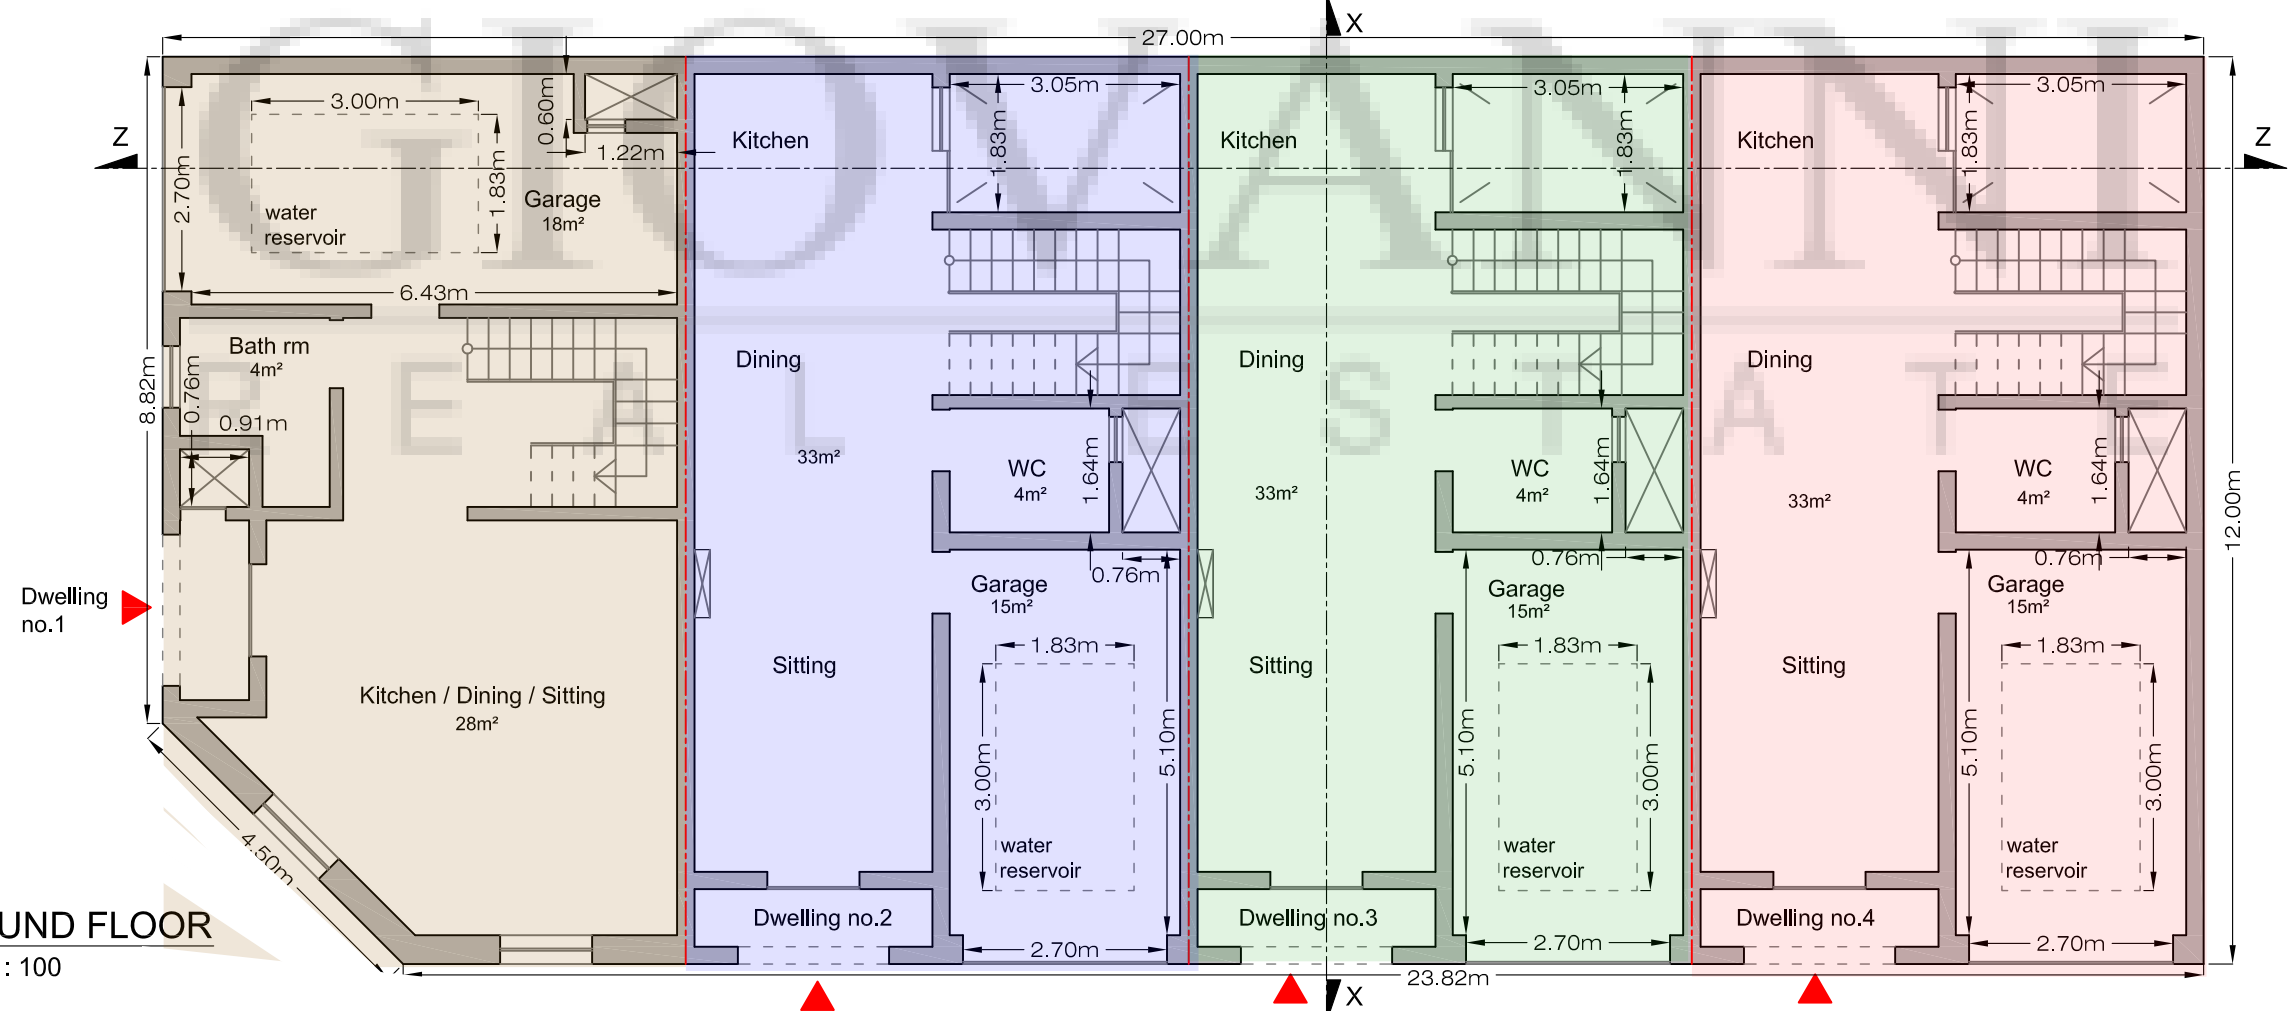 GIOVANNI
REAL ESTATE
X
27.00m
3.00m
0.60m
1.22m
3.05m
3.05m
3.05m
1.83m
1.83m
1.83m
Kitchen
Kitchen
Kitchen
Z
Z
2.70m
1.83m
Garage
18m²
water
reservoir
6.43m
Bath rm
4m²
0.76m
0.91m
8.82m
Dining
Dining
Dining
33m²
33m²
33m²
WC
4m²
1.64m
WC
4m²
1.64m
WC
4m²
1.64m
12.00m
0.76m
0.76m
0.76m
Garage
15m²
Garage
15m²
Garage
15m²
Dwelling
no.1
1.83m
1.83m
1.83m
Sitting
Sitting
Sitting
Kitchen / Dining / Sitting
28m²
5.10m
5.10m
5.10m
3.00m
3.00m
3.00m
4.50m
water
reservoir
water
reservoir
water
reservoir
UND FLOOR
: 100
Dwelling no.2
Dwelling no.3
Dwelling no.4
2.70m
2.70m
2.70m
23.82m
X